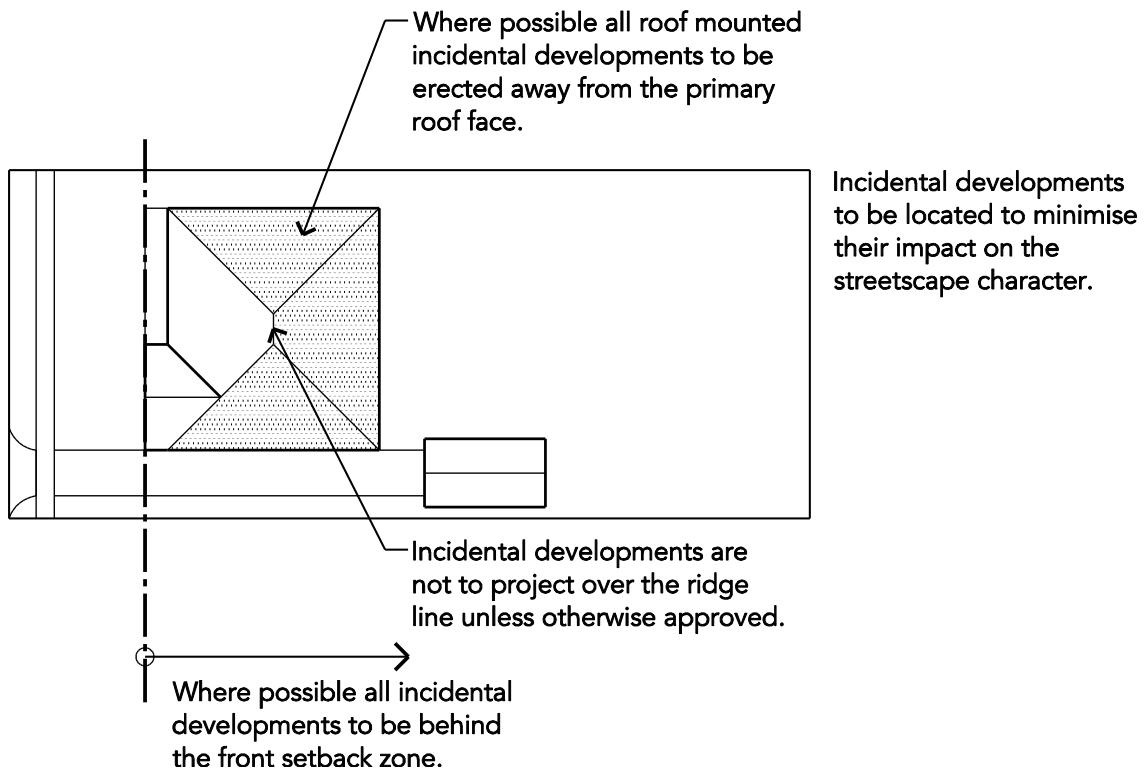 Where possible all roof mounted
incidental developments to be
erected away from the primary
roof face.
Incidental developments
to be located to minimise
their impact on the
streetscape character.
Incidental developments are
not to project over the ridge
line unless otherwise approved.
Where possible all incidental
developments to be behind
the front setback zone.